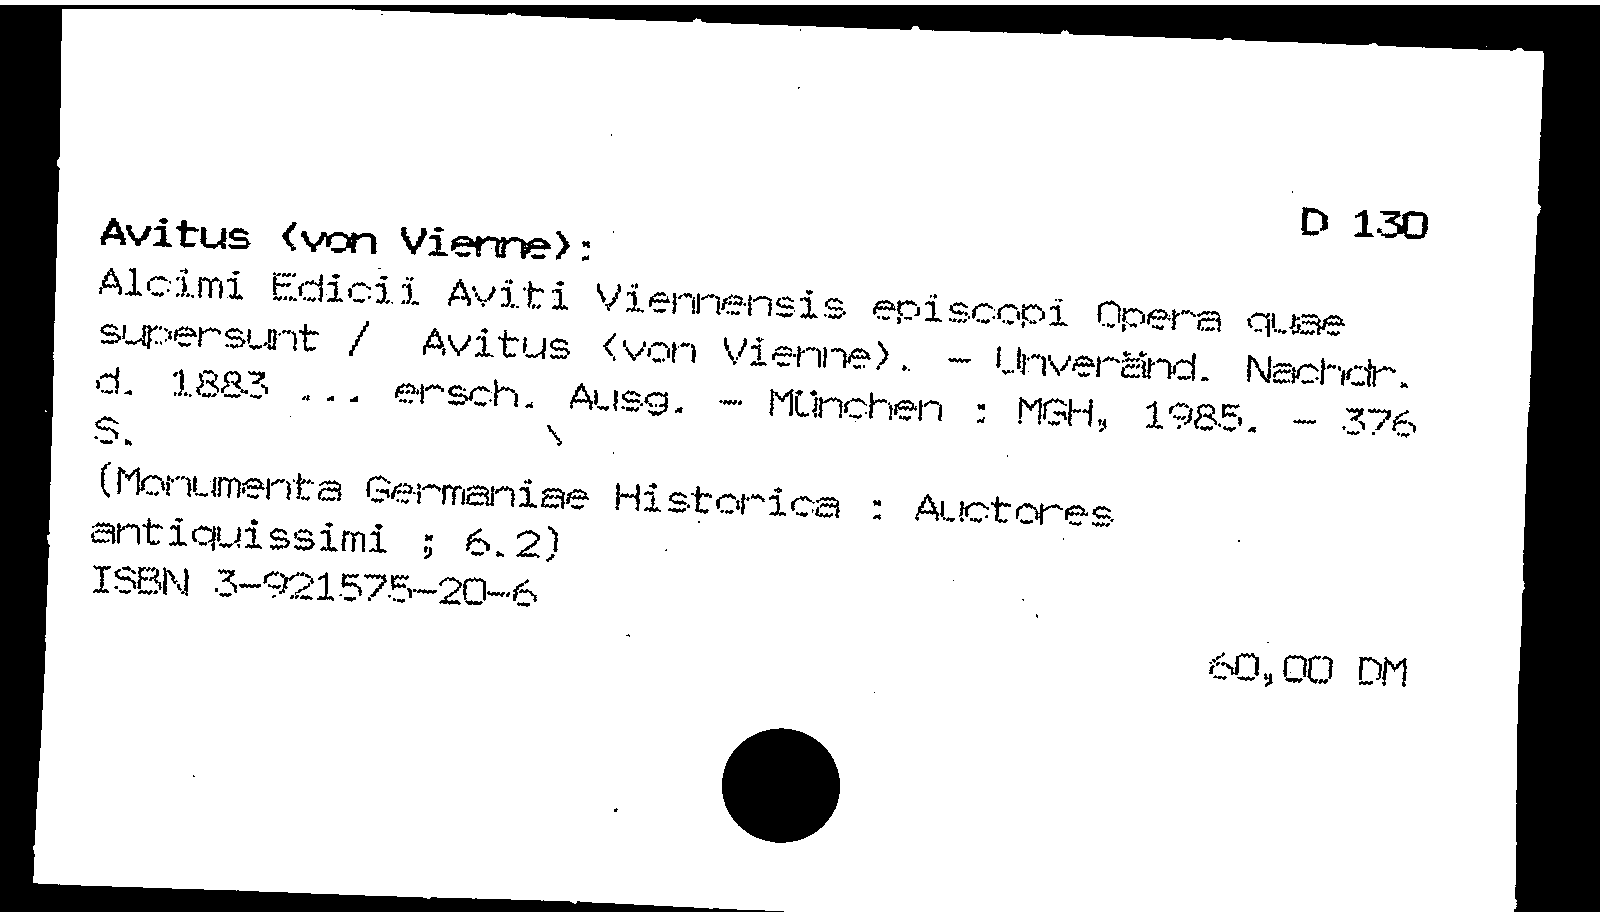 D 130
Avitus <von Vienne>:
Alcimi Edicii Aviti Viennensis episcopi Opera quae
supersunt / Avitus <von Vienne>. - Unveränd. Nachdr.
d. 1883 ... ersch. Ausg. - München : MGH, 1985. - 376
S.
(Monumenta Germaniae Historica : Auctores
antiquissimi ; 6.2)
ISBN 3-921575-20-6
60,00 DM